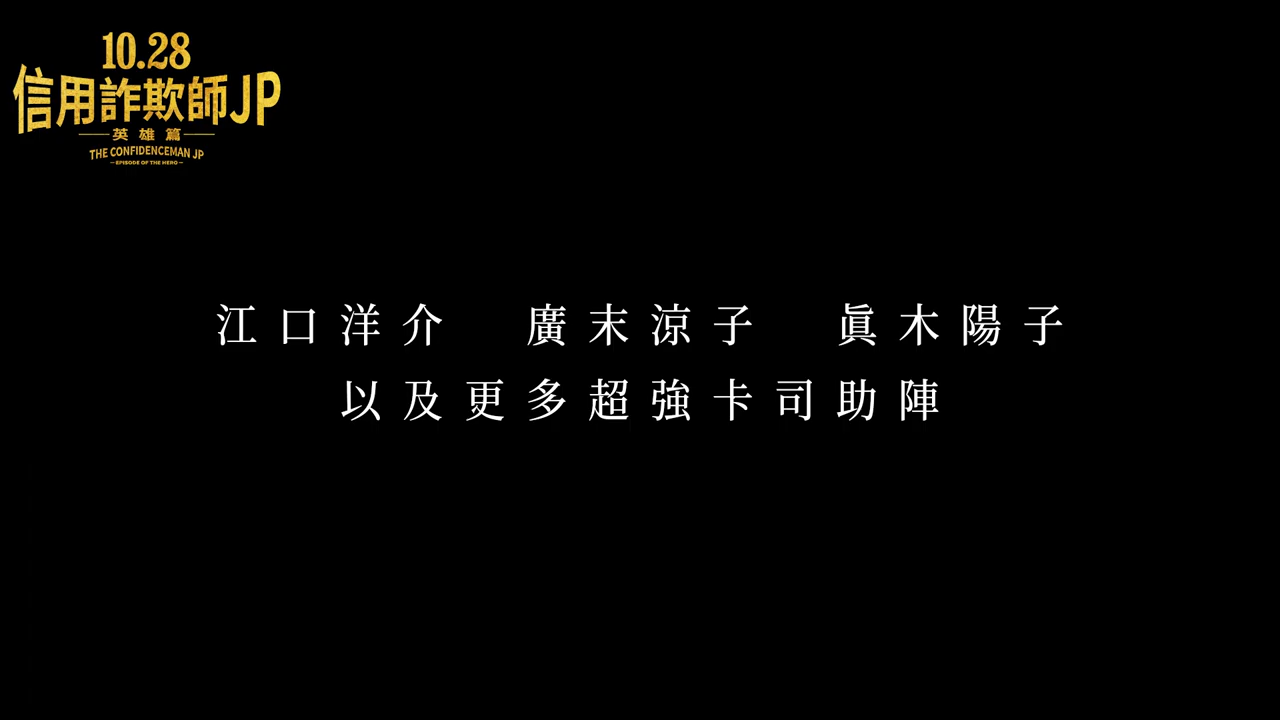 10.28
信用詐欺師JP
英雄篇
THE CONFIDENCEMAN JP
EPISODE OF THE HERO
江口洋介 廣末涼子 眞木陽子
以及更多超強卡司助陣